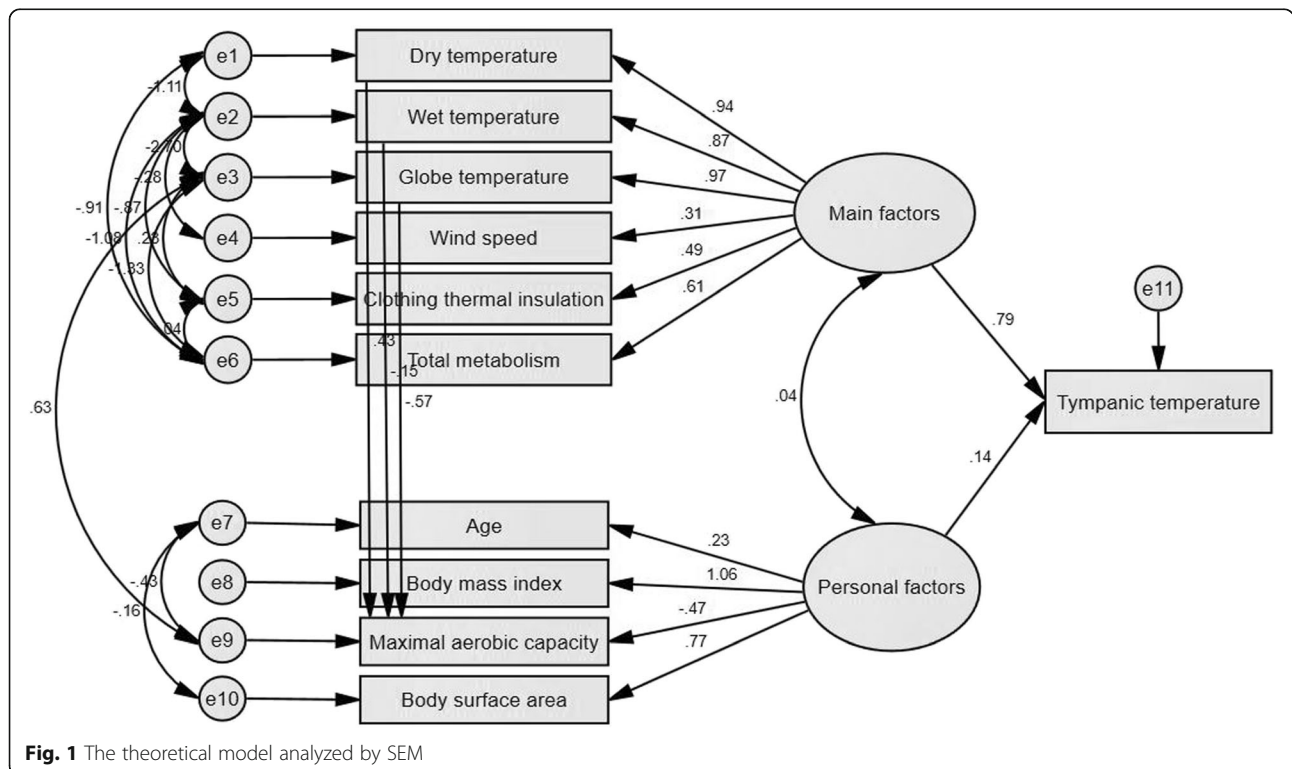 e1
Dry temperature
-1.11
.94
e2
Wet temperature
.87
-2.70
e3
Globe temperature
.97
-.28
-.91
-.87
.31
Main factors
-1.08
.23
e4
Wind speed
.49
-1.33
e5
Clothing thermal insulation
.61
e11
.04
.43
.79
e6
Total metabolism
-.15
-.57
.63
.04
Tympanic temperature
.14
e7
Age
.23
-.43
e8
Body mass index
1.06
Personal factors
-.16
-.47
e9
Maximal aerobic capacity
.77
e10
Body surface area
Fig. 1 The theoretical model analyzed by SEM